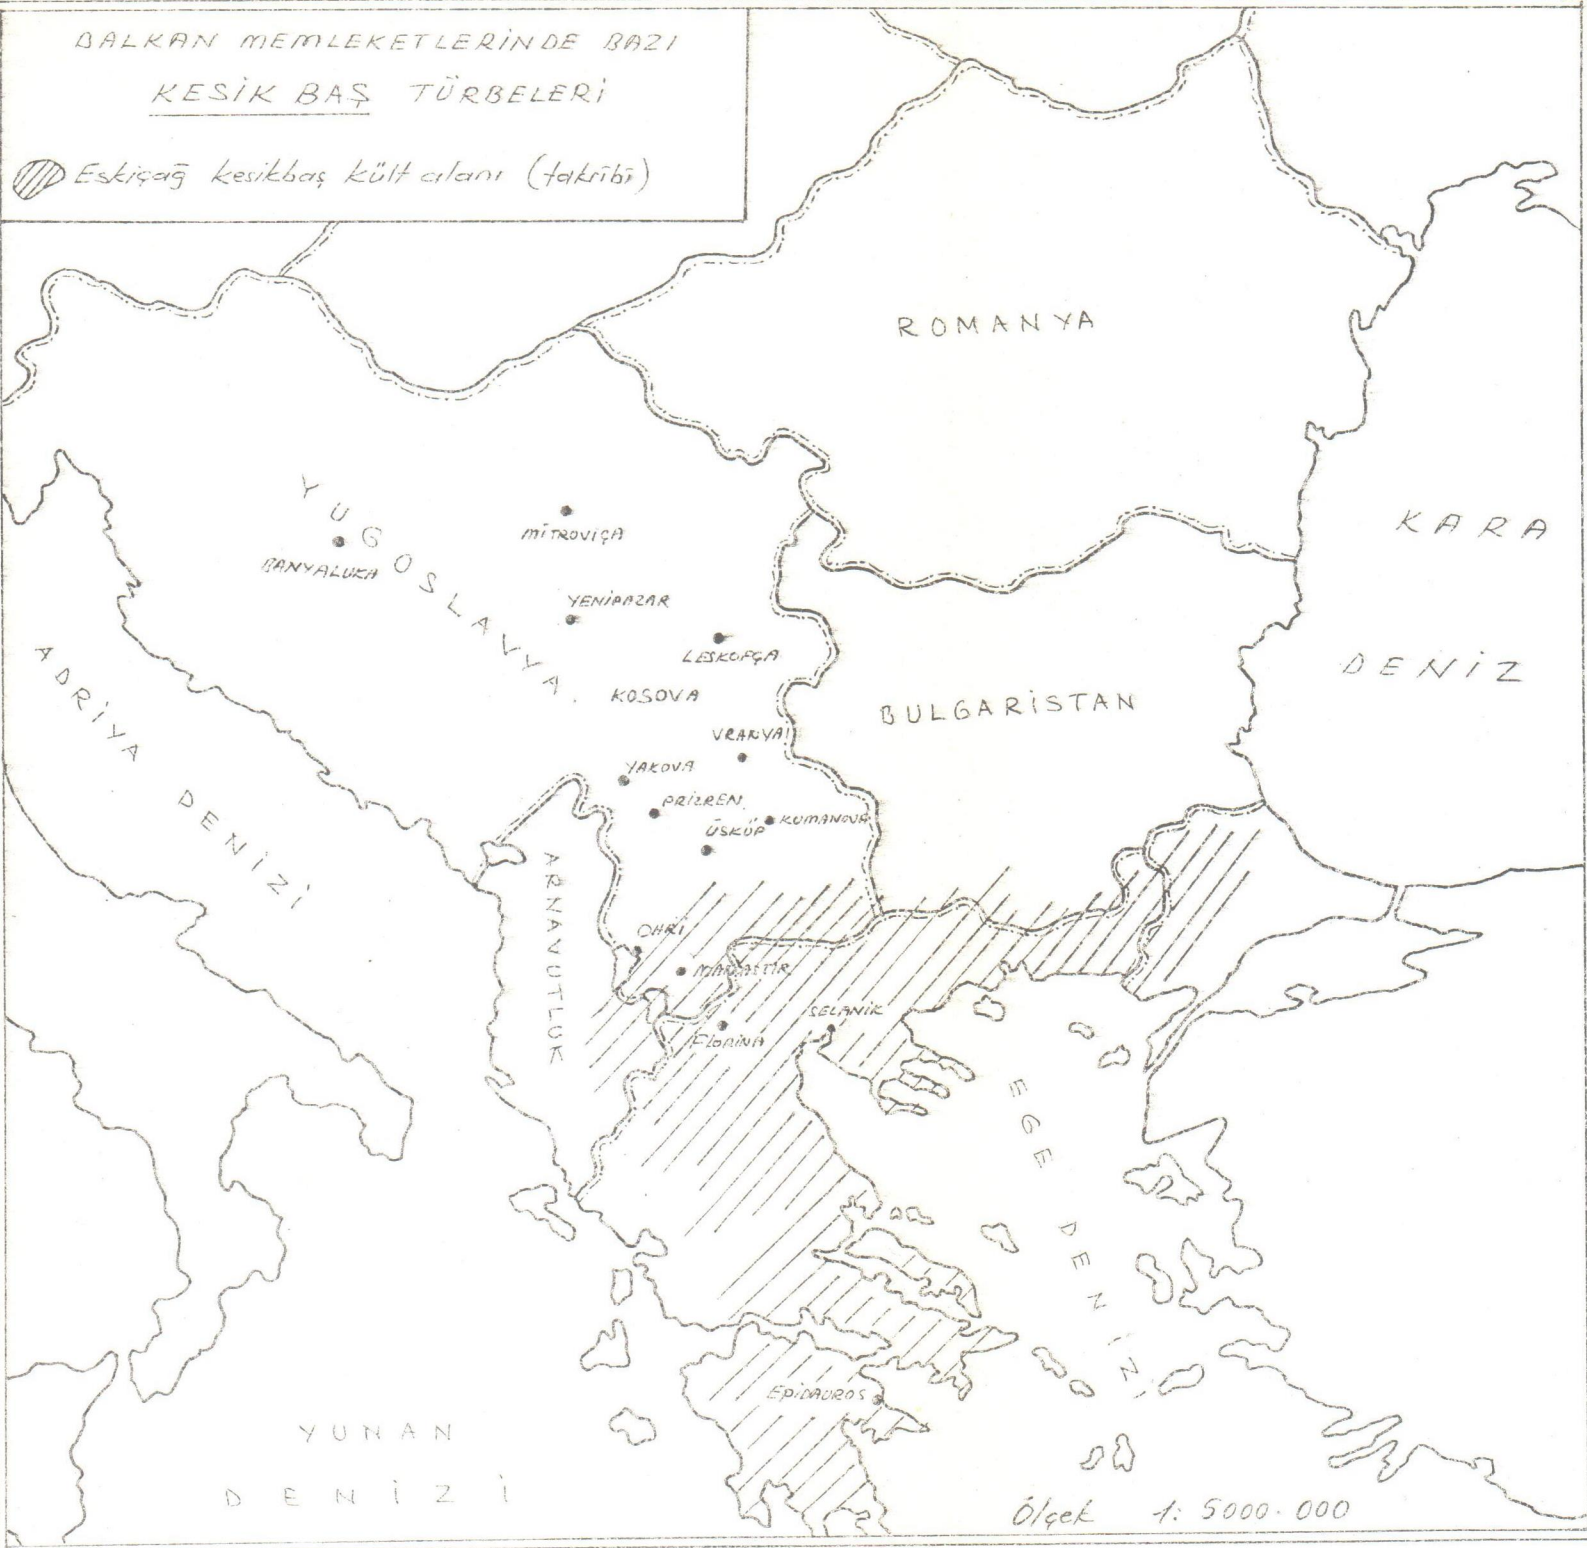 BALKAN MEMLEKETLERİNDE BAZI
KESİK BAŞ TÜRBELERİ
Eskiçağ kesikbaş kült alanı (takrîbî)
ROMANYA
YUGOSLAVYA
MİTROVİÇA
BANYALUKA
KARA
DENİZ
YENİPAZAR
LESKOFÇA
KOSOVA
BULGARİSTAN
ADRİYA DENİZİ
VRANYA
YAKOVA
PRİZREN
KUMANOVA
ÜSKÜP
ARNAVUTLUK
OHRİ
MANASTIR
SELANİK
FLORİNA
EGE DENİZİ
EPİDAUROS
YUNAN
DENİZİ
Ölçek 1: 5000.000